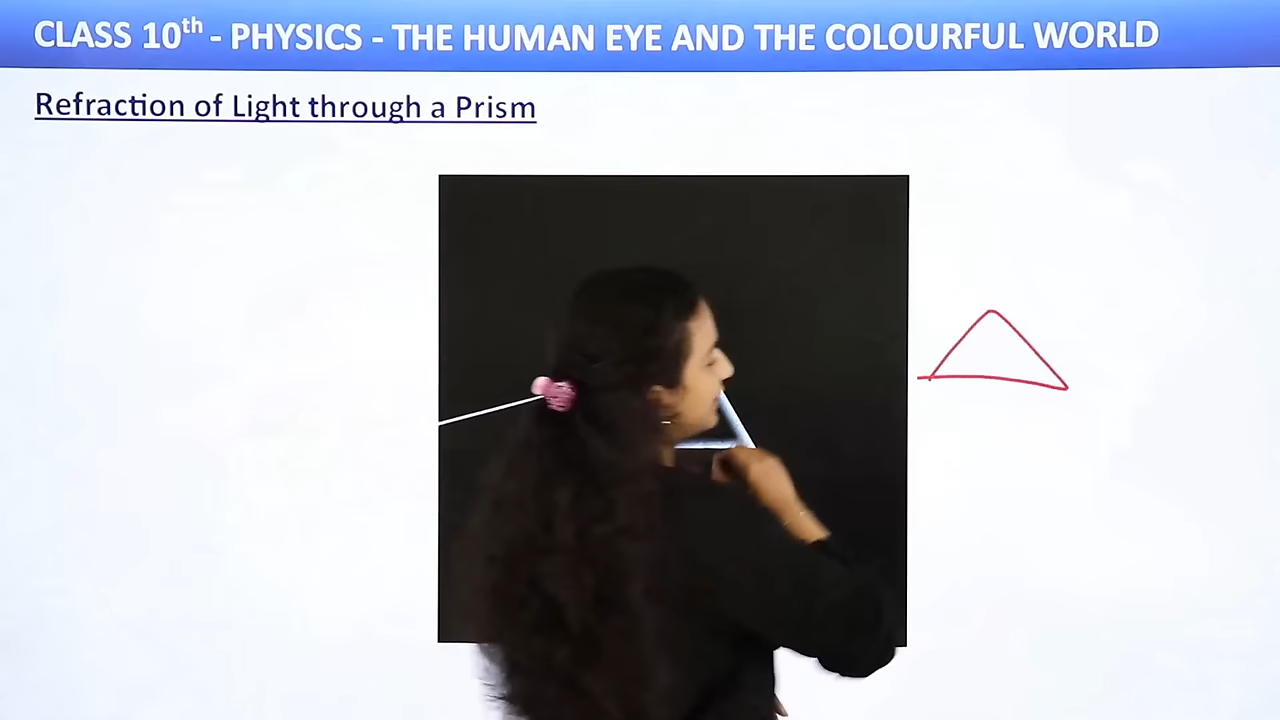 CLASS 10th - PHYSICS - THE HUMAN EYE AND THE COLOURFUL WORLD
Refraction of Light through a Prism